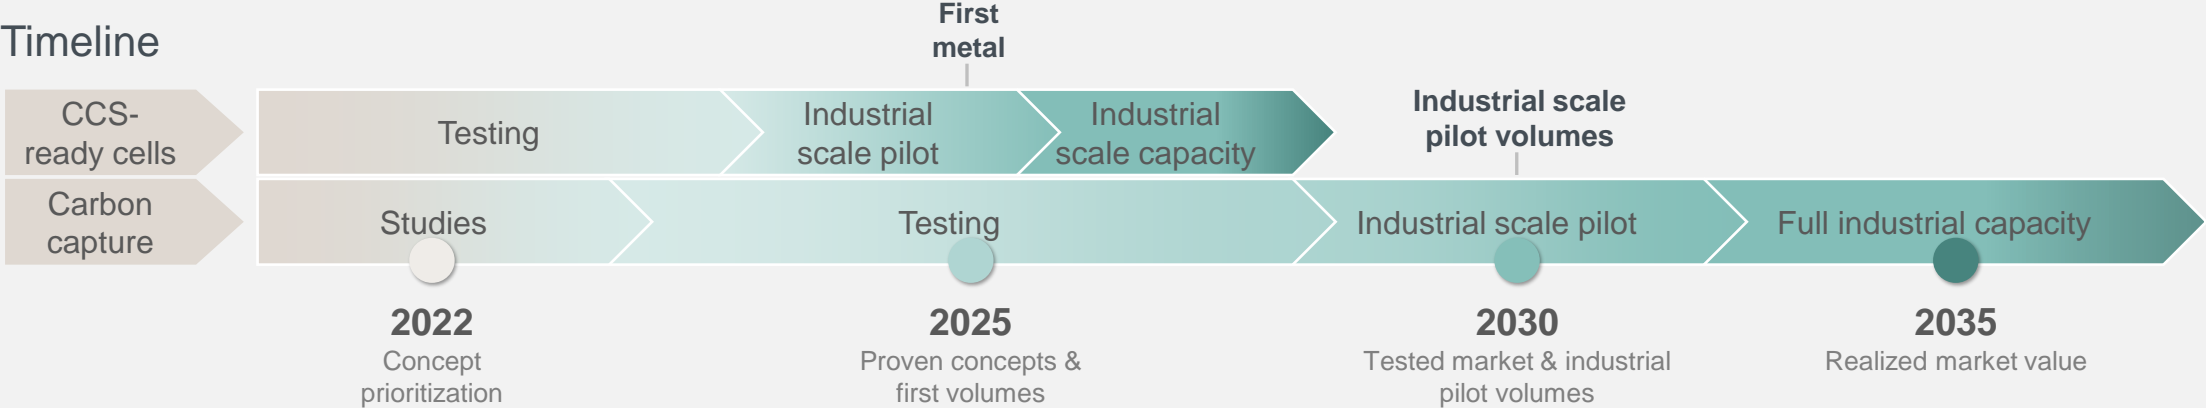 Timeline
First
metal
CCS-
ready cells
Testing
Industrial
scale pilot
Industrial
scale capacity
Industrial scale
pilot volumes
Carbon
capture
Studies
Testing
Industrial scale pilot
Full industrial capacity
2022
Concept
prioritization
2025
Proven concepts &
first volumes
2030
Tested market & industrial
pilot volumes
2035
Realized market value